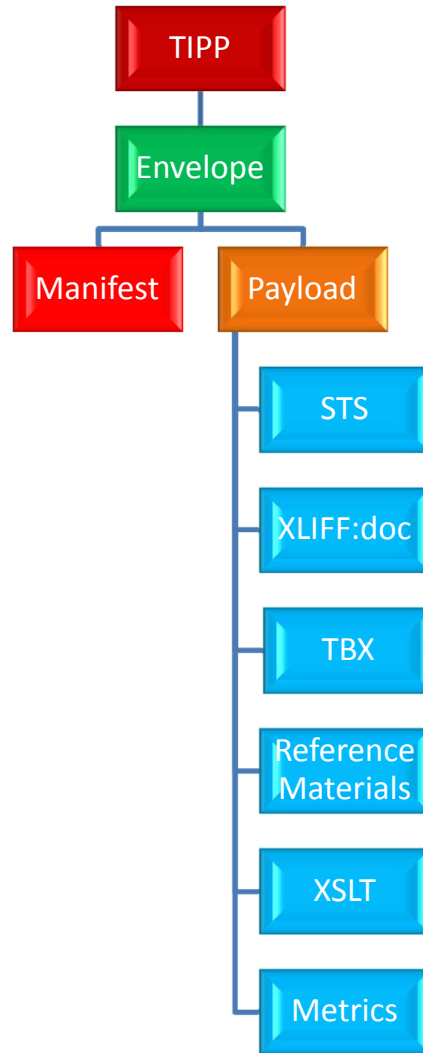 TIPP
Envelope
Manifest
Payload
STS
XLIFF:doc
TBX
Reference
Materials
XSLT
Metrics